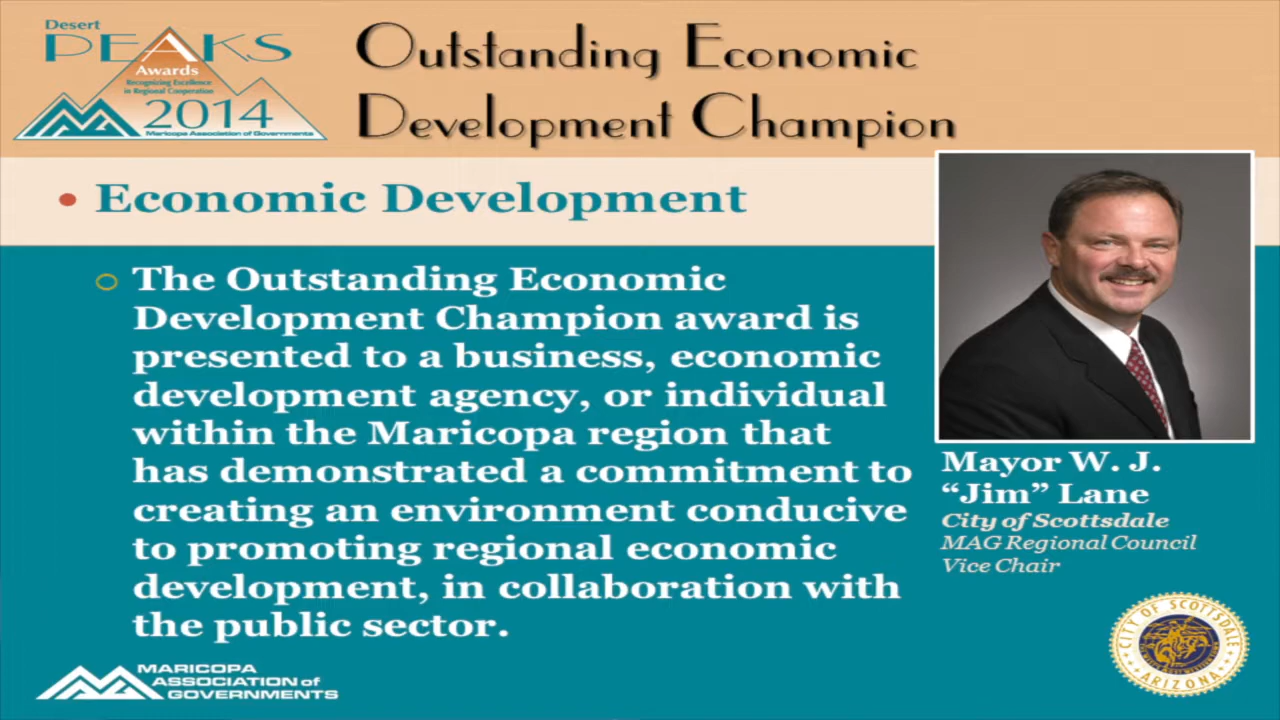 Desert
PEAKS
Awards
Recognizing Excellence
in Regional Cooperation
2014
Maricopa Association of Governments
Outstanding Economic
Development Champion
• Economic Development
The Outstanding Economic
Development Champion award is
presented to a business, economic
development agency, or individual
within the Maricopa region that
has demonstrated a commitment to
creating an environment conducive
to promoting regional economic
development, in collaboration with
the public sector.
Mayor W. J.
“Jim” Lane
City of Scottsdale
MAG Regional Council
Vice Chair
CITY OF SCOTTSDALE
ARIZONA
MARICOPA
ASSOCIATION of
GOVERNMENTS